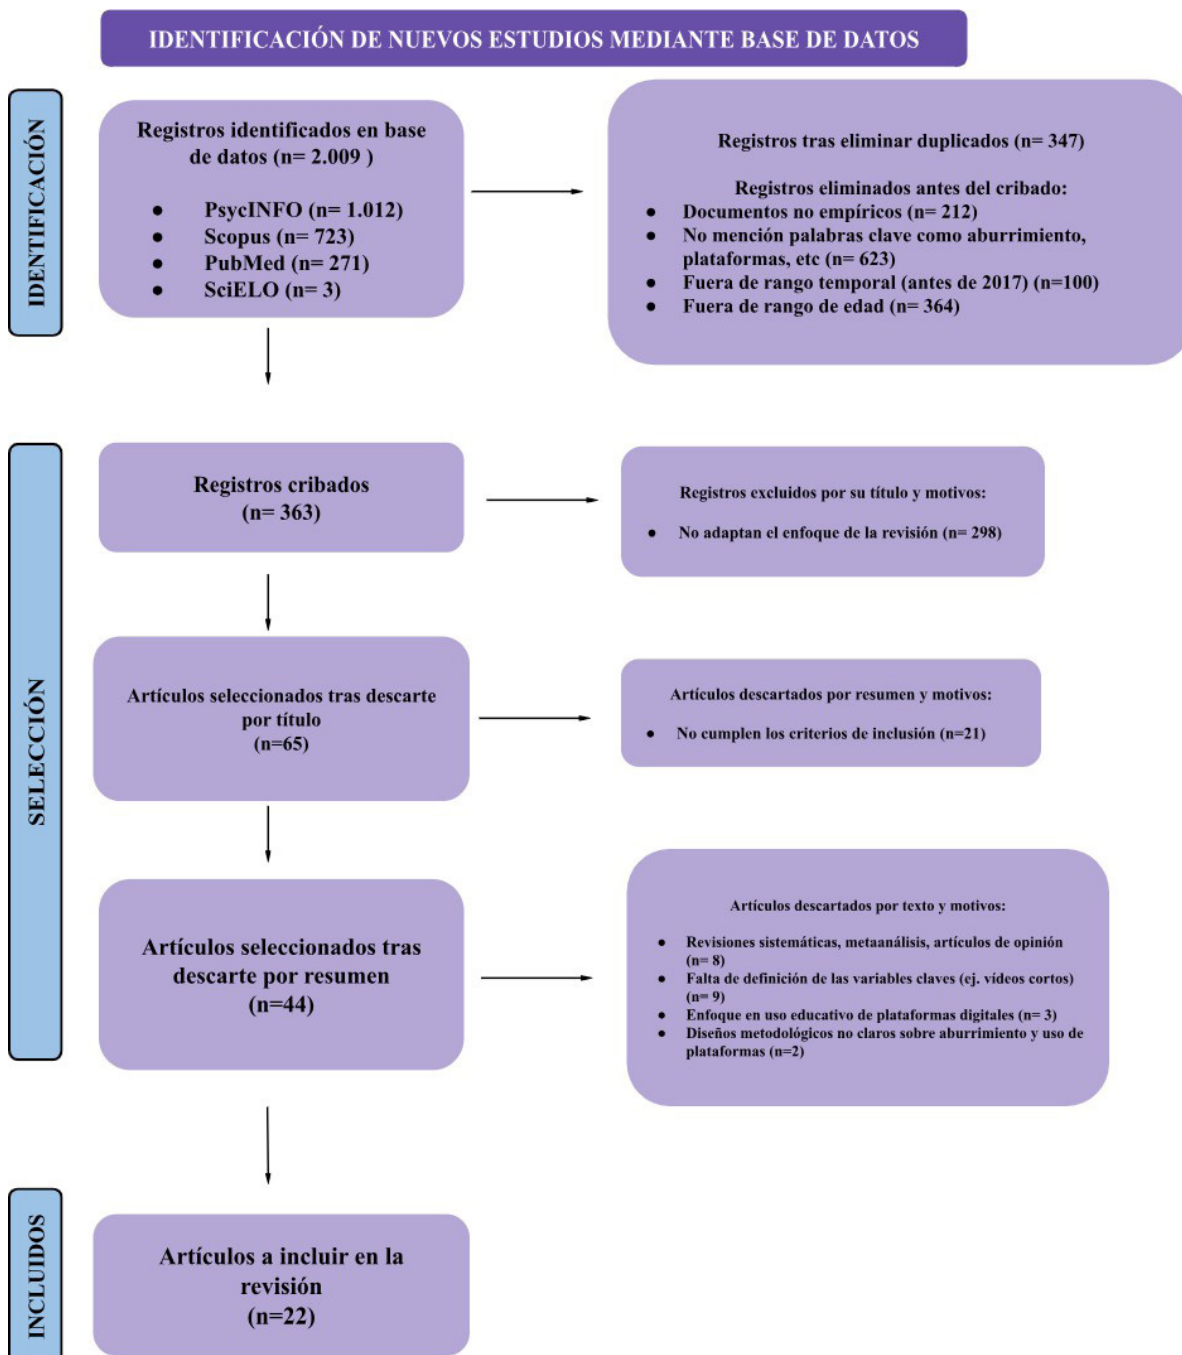 IDENTIFICACIÓN DE NUEVOS ESTUDIOS MEDIANTE BASE DE DATOS
IDENTIFICACIÓN
Registros identificados en base
de datos (n= 2.009 )
● PsycINFO (n= 1.012)
● Scopus (n= 723)
● PubMed (n= 271)
● SciELO (n= 3)
Registros tras eliminar duplicados (n= 347)
Registros eliminados antes del cribado:
● Documentos no empíricos (n= 212)
● No mención palabras clave como aburrimiento,
plataformas, etc (n= 623)
● Fuera de rango temporal (antes de 2017) (n=100)
● Fuera de rango de edad (n= 364)
SELECCIÓN
Registros cribados
(n= 363)
Registros excluidos por su título y motivos:
● No adaptan el enfoque de la revisión (n= 298)
Artículos seleccionados tras descarte
por título
(n=65)
Artículos descartados por resumen y motivos:
● No cumplen los criterios de inclusión (n=21)
Artículos seleccionados tras
descarte por resumen
(n=44)
Artículos descartados por texto y motivos:
● Revisiones sistemáticas, metaanálisis, artículos de opinión
(n= 8)
● Falta de definición de las variables claves (ej. vídeos cortos)
(n= 9)
● Enfoque en uso educativo de plataformas digitales (n= 3)
● Diseños metodológicos no claros sobre aburrimiento y uso de
plataformas (n=2)
INCLUIDOS
Artículos a incluir en la
revisión
(n=22)